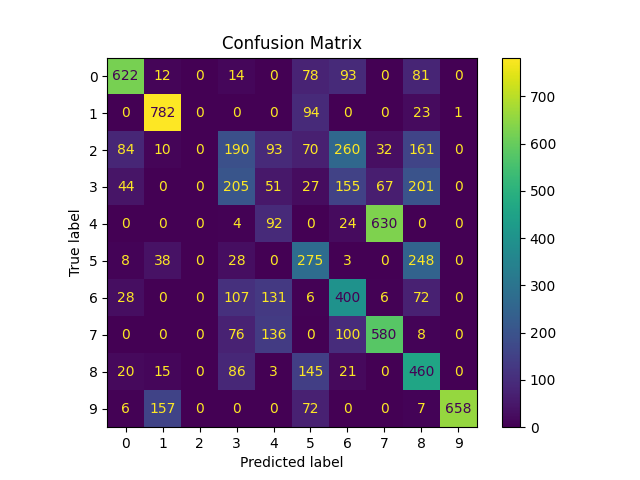 Confusion Matrix
0 622 12 0 14 0 78 93 0 81 0
1 0 782 0 0 0 94 0 0 23 1
2 84 10 0 190 93 70 260 32 161 0
3 44 0 0 205 51 27 155 67 201 0
4 0 0 0 4 92 0 24 630 0 0
5 8 38 0 28 0 275 3 0 248 0
6 28 0 0 107 131 6 400 6 72 0
7 0 0 0 76 136 0 100 580 8 0
8 20 15 0 86 3 145 21 0 460 0
9 6 157 0 0 0 72 0 0 7 658
0 1 2 3 4 5 6 7 8 9
Predicted label
True label
700
600
500
400
300
200
100
0